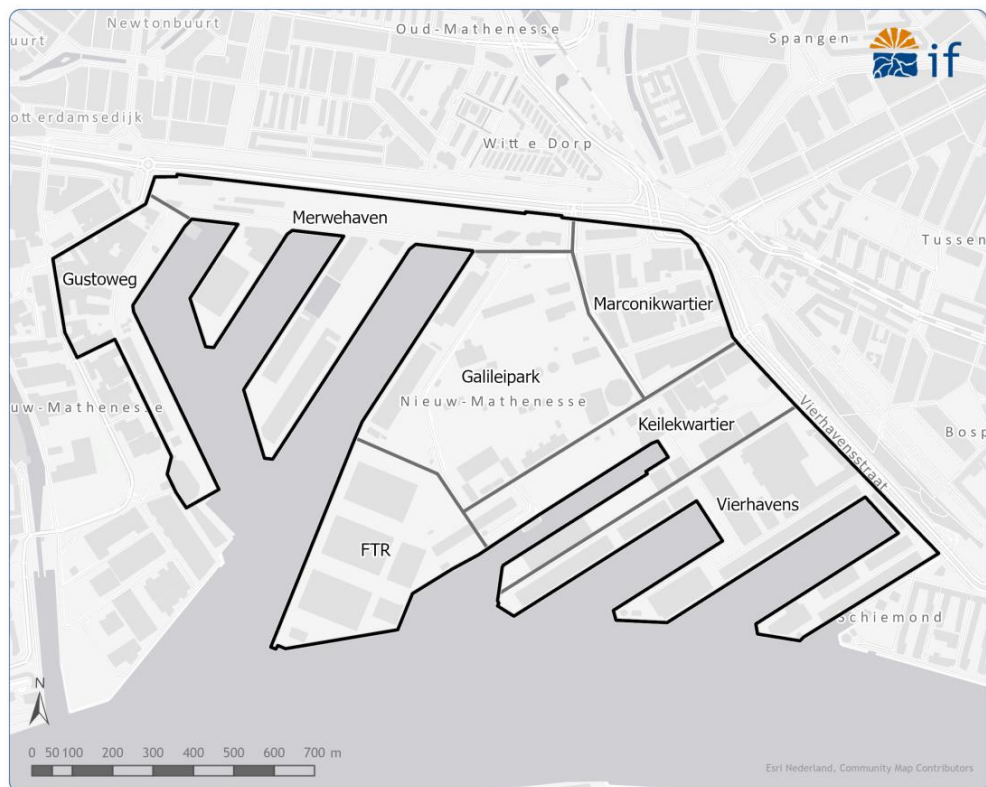 Newtonbuurt
Oud-Mathenesse
Spangen
if
uurt
otterdamsedijk
Witte Dorp
Merwehaven
Tussen
Gustoweg
Marconikwartier
Galileipark
Nieuw-Mathenesse
uw-Mathenesse
Keilekwartier
Vierhavensstraat
Bosp
Vierhavens
FTR
Schiemond
N
0 50 100 200 300 400 500 600 700 m
Esri Nederland, Community Map Contributors